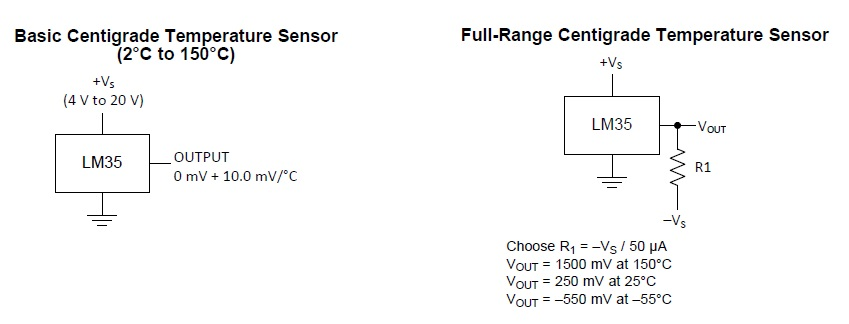 Basic Centigrade Temperature Sensor
(2°C to 150°C)
+VS
(4 V to 20 V)
LM35
OUTPUT
0 mV + 10.0 mV/°C
Full-Range Centigrade Temperature Sensor
+VS
LM35
VOUT
R1
–VS
Choose R1 = –VS / 50 µA
VOUT = 1500 mV at 150°C
VOUT = 250 mV at 25°C
VOUT = –550 mV at –55°C